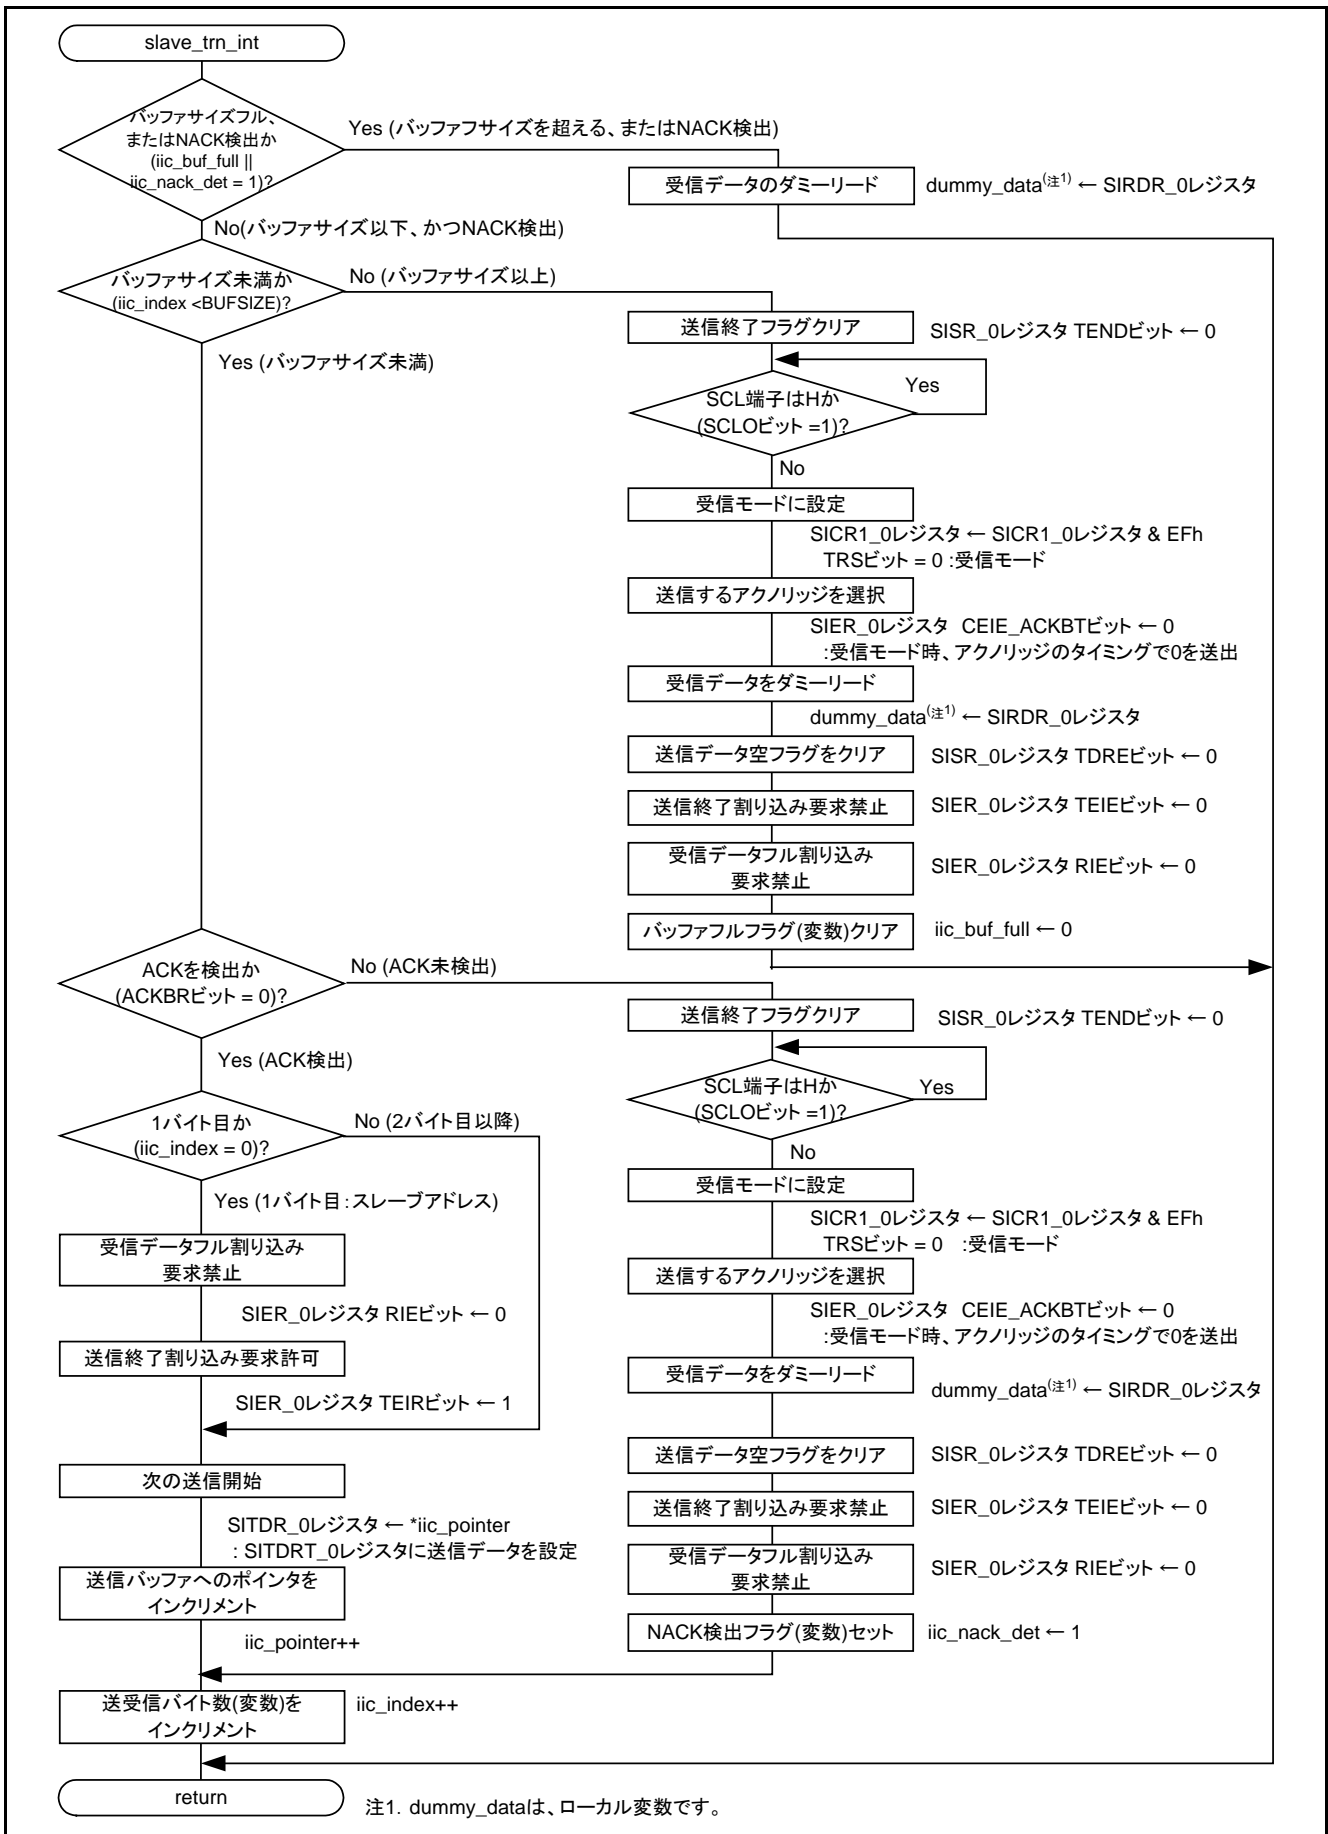 slave_trn_int
バッファサイズフル、
またはNACK検出か
(iic_buf_full ||
iic_nack_det = 1)?
Yes (バッファフサイズを超える、またはNACK検出)
受信データのダミーリード
dummy_data(注1) ← SIRDR_0レジスタ
No(バッファサイズ以下、かつNACK検出)
バッファサイズ未満か
(iic_index <BUFSIZE)?
No (バッファサイズ以上)
送信終了フラグクリア
SISR_0レジスタ TENDビット ← 0
Yes (バッファサイズ未満)
SCL端子はHか
(SCLOビット =1)?
Yes
No
受信モードに設定
SICR1_0レジスタ ← SICR1_0レジスタ & EFh
TRSビット = 0 :受信モード
送信するアクノリッジを選択
SIER_0レジスタ CEIE_ACKBTビット ← 0
:受信モード時、アクノリッジのタイミングで0を送出
受信データをダミーリード
dummy_data(注1) ← SIRDR_0レジスタ
送信データ空フラグをクリア
SISR_0レジスタ TDREビット ← 0
送信終了割り込み要求禁止
SIER_0レジスタ TEIEビット ← 0
受信データフル割り込み
要求禁止
SIER_0レジスタ RIEビット ← 0
バッファフルフラグ(変数)クリア
iic_buf_full ← 0
ACKを検出か
(ACKBRビット = 0)?
No (ACK未検出)
送信終了フラグクリア
SISR_0レジスタ TENDビット ← 0
Yes (ACK検出)
SCL端子はHか
(SCLOビット =1)?
Yes
No
1バイト目か
(iic_index = 0)?
No (2バイト目以降)
受信モードに設定
Yes (1バイト目：スレーブアドレス)
SICR1_0レジスタ ← SICR1_0レジスタ & EFh
TRSビット = 0 :受信モード
受信データフル割り込み
要求禁止
送信するアクノリッジを選択
SIER_0レジスタ RIEビット ← 0
SIER_0レジスタ CEIE_ACKBTビット ← 0
:受信モード時、アクノリッジのタイミングで0を送出
送信終了割り込み要求許可
受信データをダミーリード
SIER_0レジスタ TEIRビット ← 1
dummy_data(注1) ← SIRDR_0レジスタ
次の送信開始
送信データ空フラグをクリア
SISR_0レジスタ TDREビット ← 0
SITDR_0レジスタ ← *iic_pointer
: SITDRT_0レジスタに送信データを設定
送信終了割り込み要求禁止
SIER_0レジスタ TEIEビット ← 0
送信バッファへのポインタを
インクリメント
受信データフル割り込み
要求禁止
SIER_0レジスタ RIEビット ← 0
iic_pointer++
NACK検出フラグ(変数)セット
iic_nack_det ← 1
送受信バイト数(変数)を
インクリメント
iic_index++
return
注1. dummy_dataは、ローカル変数です。